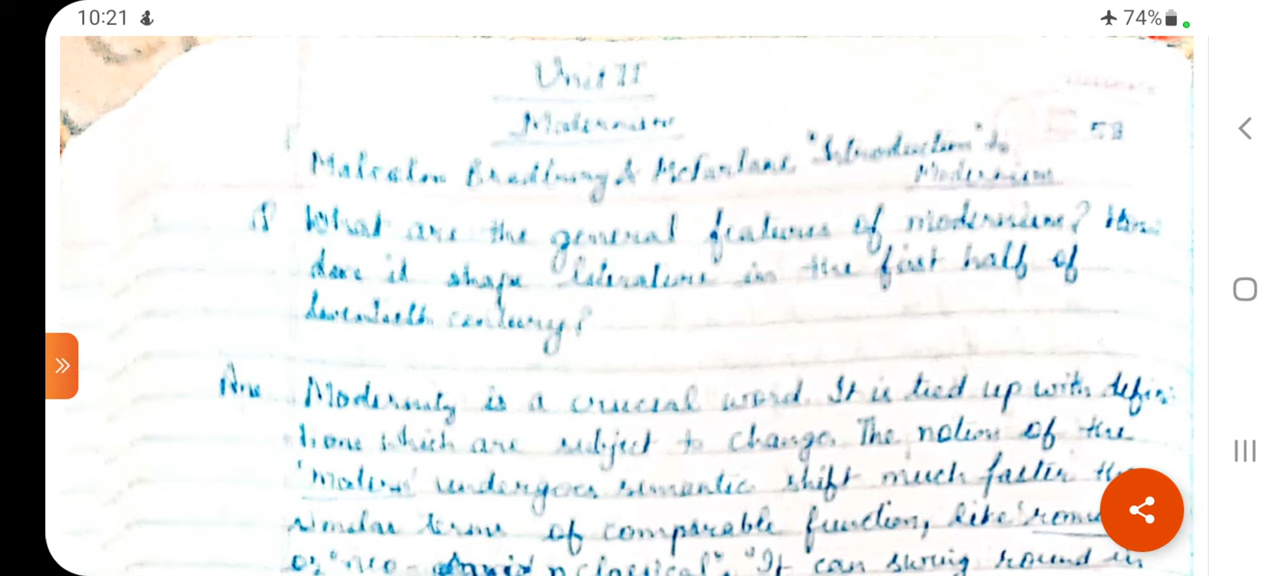 10:21
74%
Unit II
Modernism
58
Malcolm Bradbury & McFarlane "Introduction" to
Modernism
What are the general features of modernism? How
does it shape literature in the first half of
twentieth century?
Ans Modernity is a crucial word. It is tied up with defini
tions which are subject to change. The notion of the
'modern' undergoes semantic shift much faster
similar terms of comparable function, like
or "neo- classical". "It can swing round in